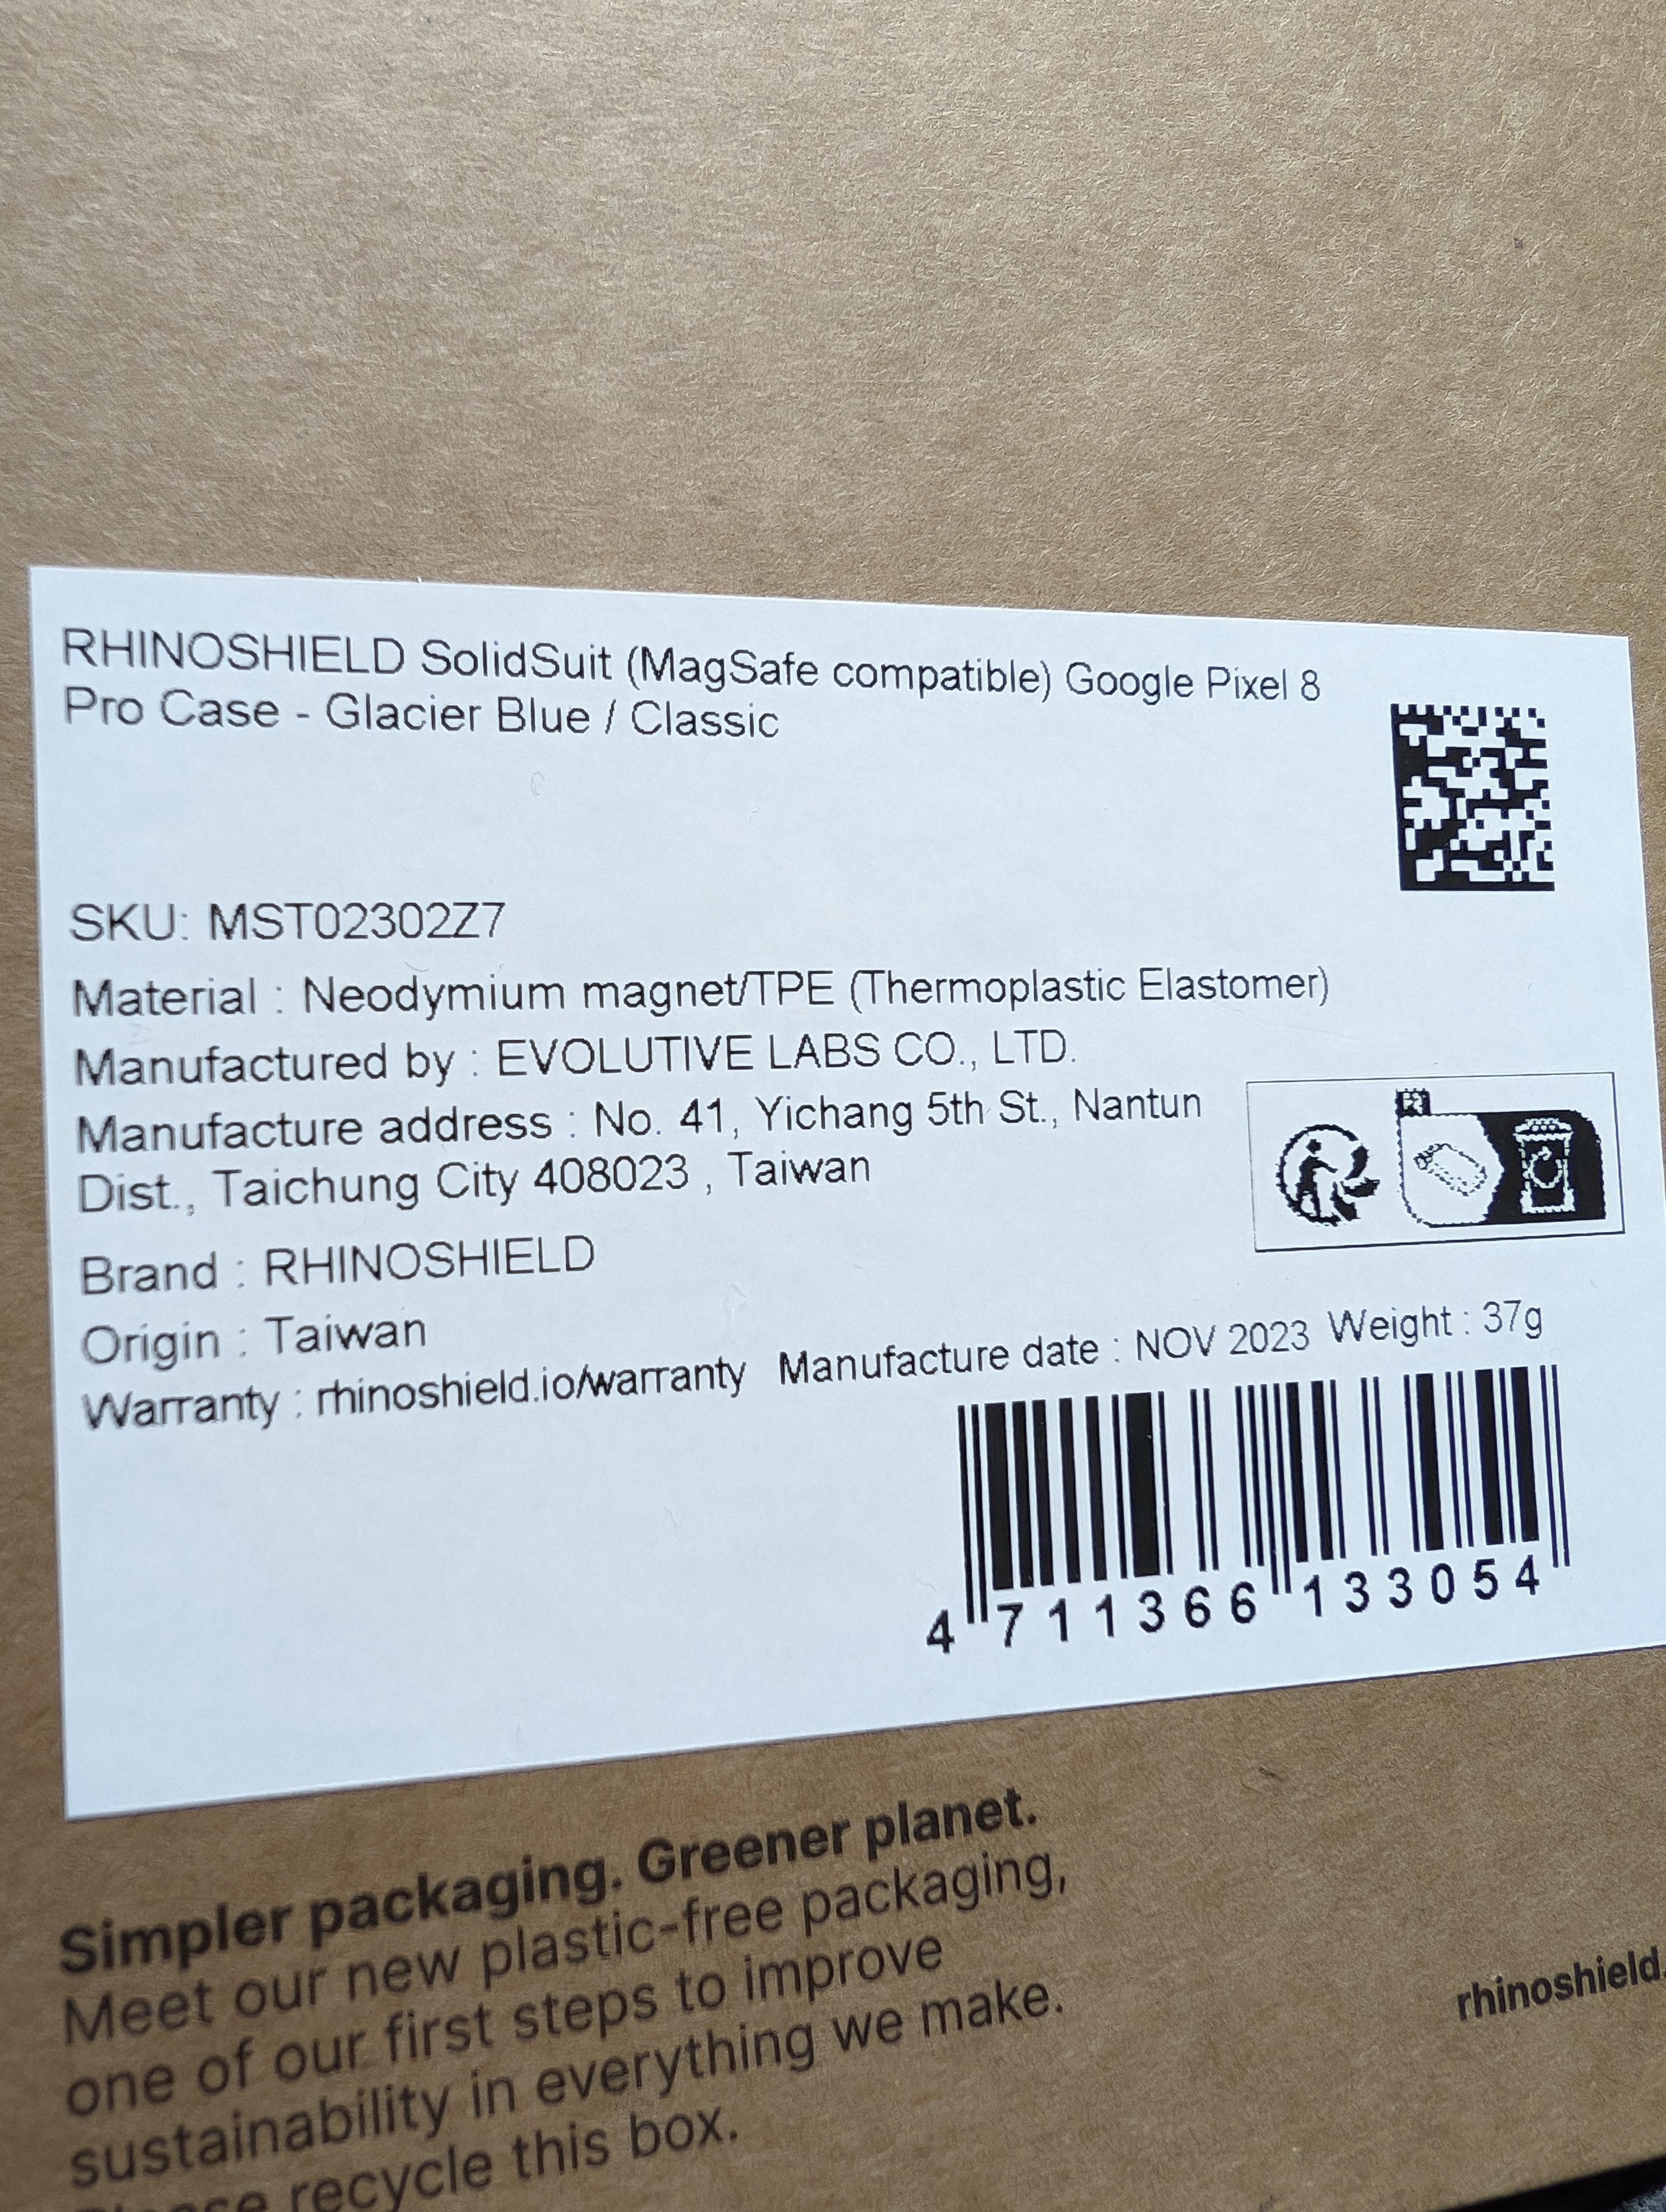 RHINOSHIELD SolidSuit (MagSafe compatible) Google Pixel 8
Pro Case - Glacier Blue / Classic
SKU: MST02302Z7
Material : Neodymium magnet/TPE (Thermoplastic Elastomer)
Manufactured by : EVOLUTIVE LABS CO., LTD.
Manufacture address : No. 41, Yichang 5th St., Nantun
Dist., Taichung City 408023 , Taiwan
Brand : RHINOSHIELD
Origin : Taiwan
Warranty : rhinoshield.io/warranty Manufacture date : NOV 2023 Weight : 37g
4 711366 133054
Simpler packaging. Greener planet.
Meet our new plastic-free packaging,
one of our first steps to improve
sustainability in everything we make.
Please recycle this box.
rhinoshield.